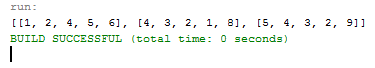 run:
[[1, 2, 4, 5, 6], [4, 3, 2, 1, 8], [5, 4, 3, 2, 9]]
BUILD SUCCESSFUL (total time: 0 seconds)